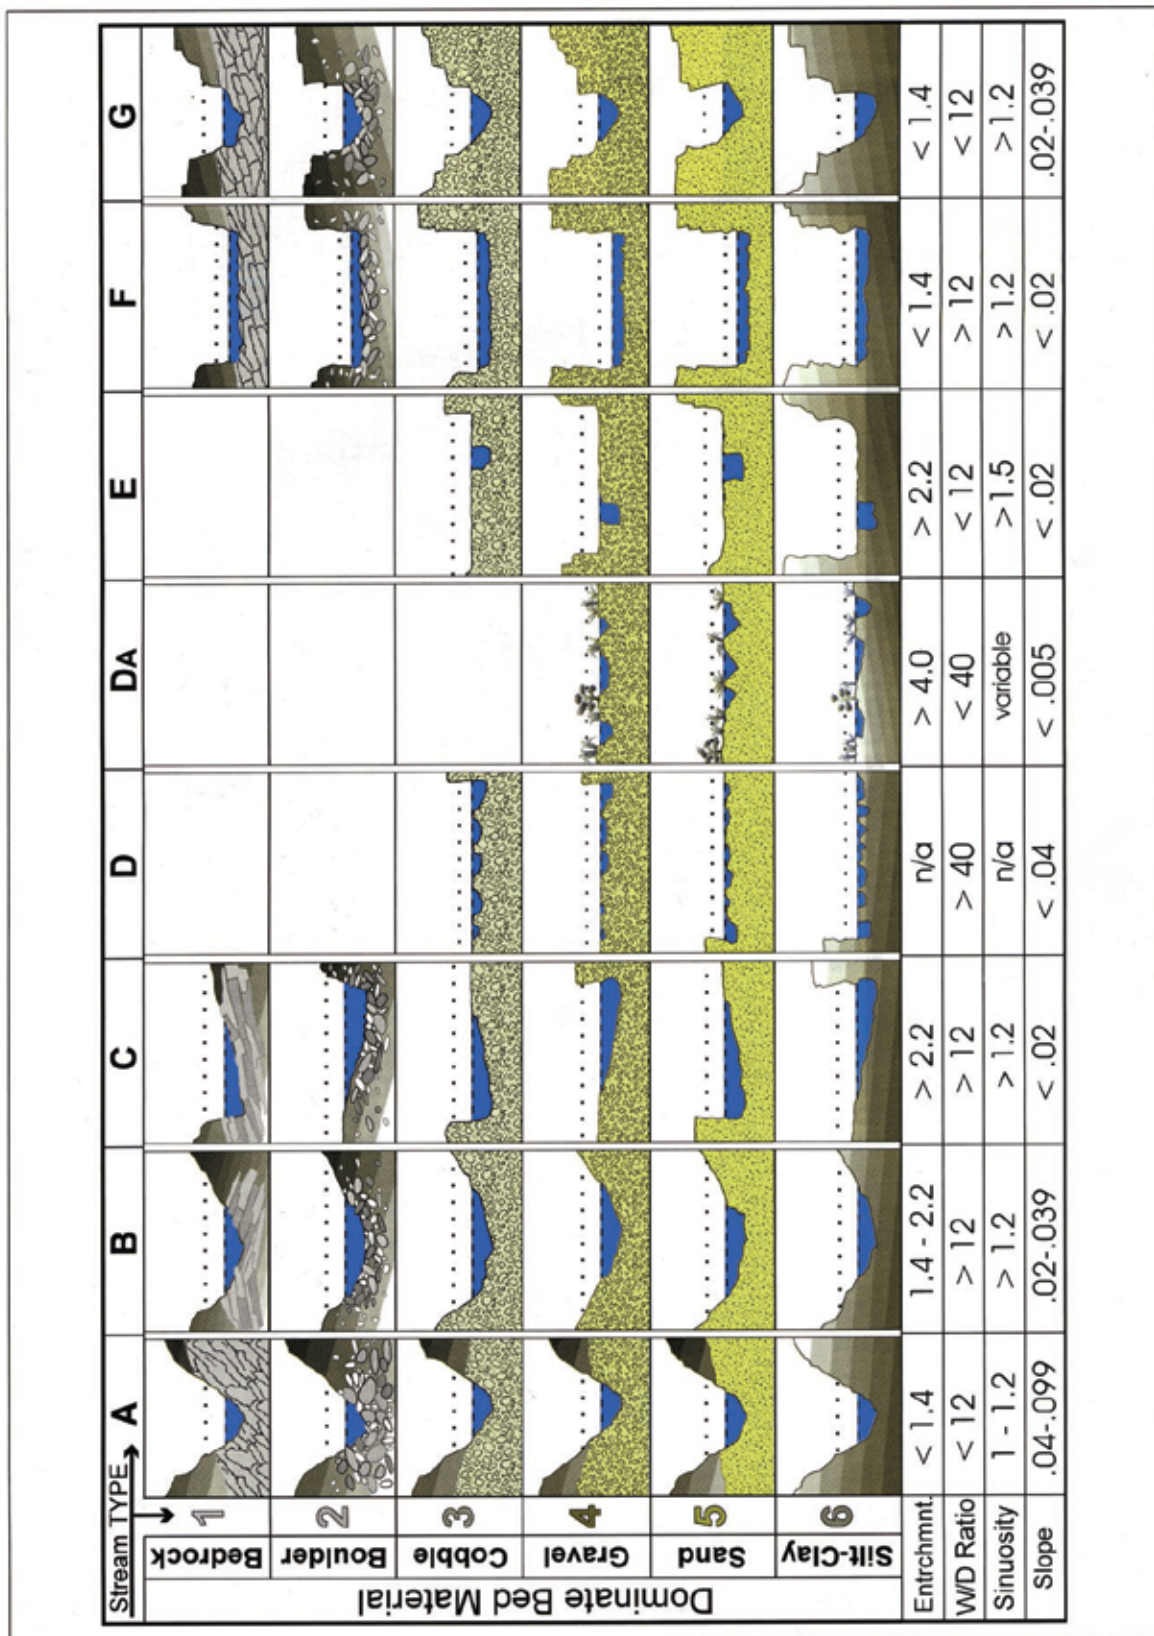 Stream TYPE A B C D DA E F G
Dominate Bed Material
Bedrock 1
Boulder 2
Cobble 3
Gravel 4
Sand 5
Silt-Clay 6
Entrchmnt. < 1.4 1.4 - 2.2 > 2.2 n/a > 4.0 > 2.2 < 1.4 < 1.4
W/D Ratio < 12 > 12 > 12 > 40 < 40 < 12 > 12 < 12
Sinuosity 1 - 1.2 > 1.2 > 1.2 n/a variable > 1.5 > 1.2 > 1.2
Slope .04-.099 .02-.039 < .02 < .04 < .005 < .02 < .02 .02-.039